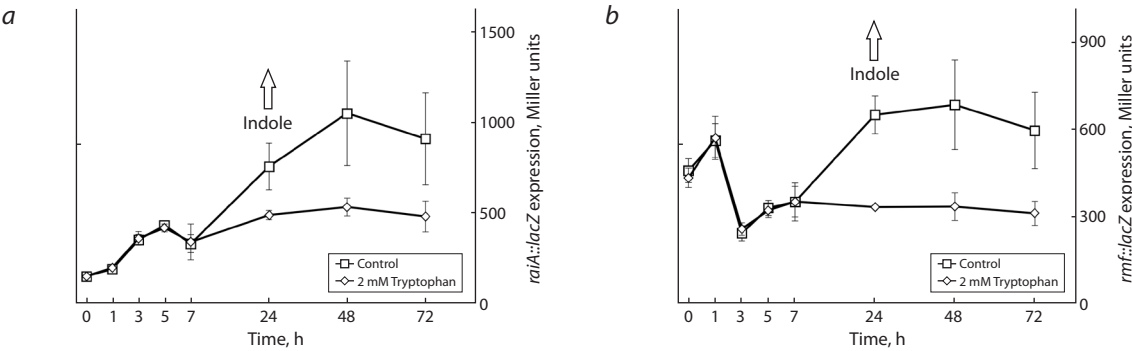 a
1500
1000
500
0
raiA::lacZ expression, Miller units
Indole
Control
2 mM Tryptophan
0 1 3 5 7 24 48 72
Time, h
b
900
600
300
0
rmf::lacZ expression, Miller units
Indole
Control
2 mM Tryptophan
0 1 3 5 7 24 48 72
Time, h